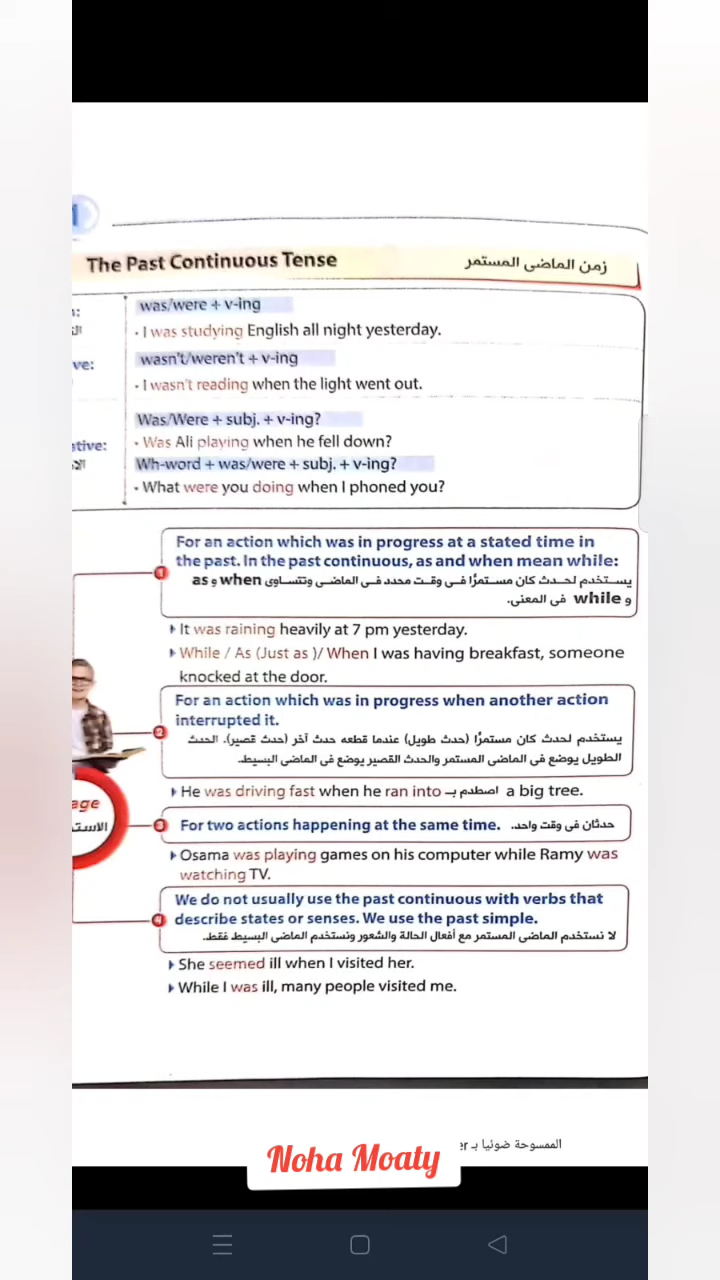 1
The Past Continuous Tense
زمن الماضى المستمر
was/were + v-ing
• I was studying English all night yesterday.
ve:
wasn't/weren't + v-ing
• I wasn't reading when the light went out.
Was/Were + subj. + v-ing?
ative:
• Was Ali playing when he fell down?
Wh-word + was/were + subj. + v-ing?
• What were you doing when I phoned you?
1
For an action which was in progress at a stated time in
the past. In the past continuous, as and when mean while:
يستخدم لحدث كان مستمرًا فى وقت محدد فى الماضى وتتساوى when و as
و while فى المعنى.
It was raining heavily at 7 pm yesterday.
While / As (Just as )/ When I was having breakfast, someone
knocked at the door.
2
For an action which was in progress when another action
interrupted it.
يستخدم لحدث كان مستمرًا (حدث طويل) عندما قطعه حدث آخر (حدث قصير). الحدث
الطويل يوضع فى الماضى المستمر والحدث القصير يوضع فى الماضى البسيط.
He was driving fast when he ran into اصطدم بـ a big tree.
age
الاست
3
For two actions happening at the same time. حدثان فى وقت واحد.
Osama was playing games on his computer while Ramy was
watching TV.
4
We do not usually use the past continuous with verbs that
describe states or senses. We use the past simple.
لا نستخدم الماضى المستمر مع أفعال الحالة والشعور ونستخدم الماضى البسيط فقط.
She seemed ill when I visited her.
While I was ill, many people visited me.
الممسوحة ضوئيا بـ er
Noha Moaty